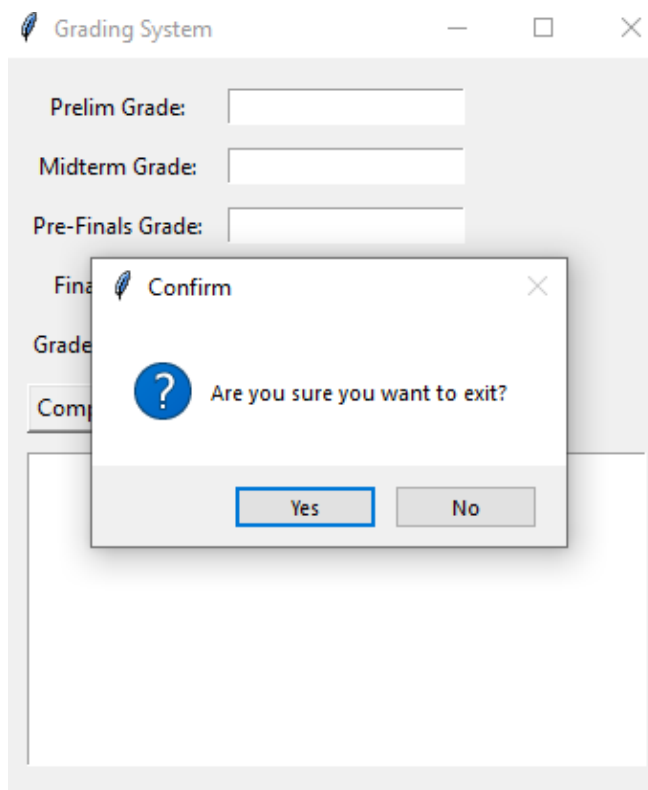 Grading System
Prelim Grade:
Midterm Grade:
Pre-Finals Grade:
Confirm
Grade
Are you sure you want to exit?
Yes
No